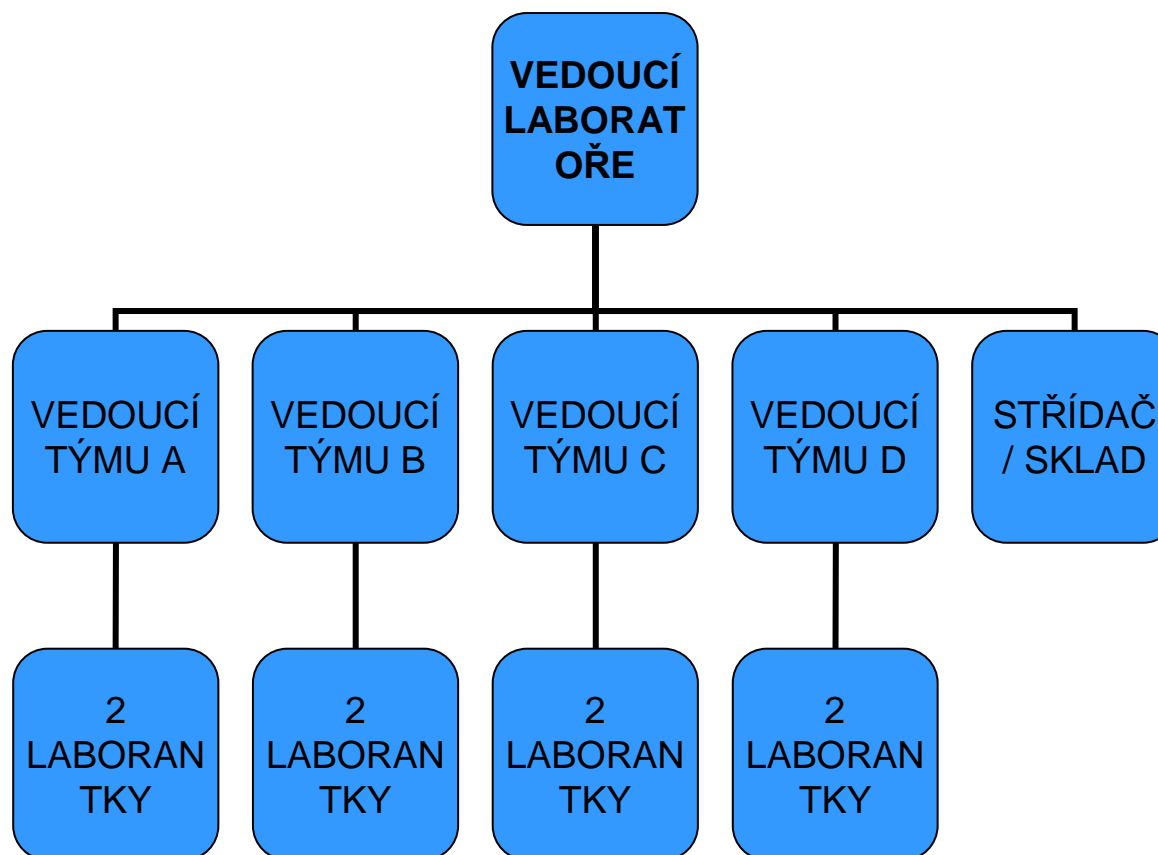 VEDOUCÍ
LABORAT
OŘE
VEDOUCÍ
TÝMU A
VEDOUCÍ
TÝMU B
VEDOUCÍ
TÝMU C
VEDOUCÍ
TÝMU D
STŘÍDAČ
/ SKLAD
2
LABORAN
TKY
2
LABORAN
TKY
2
LABORAN
TKY
2
LABORAN
TKY